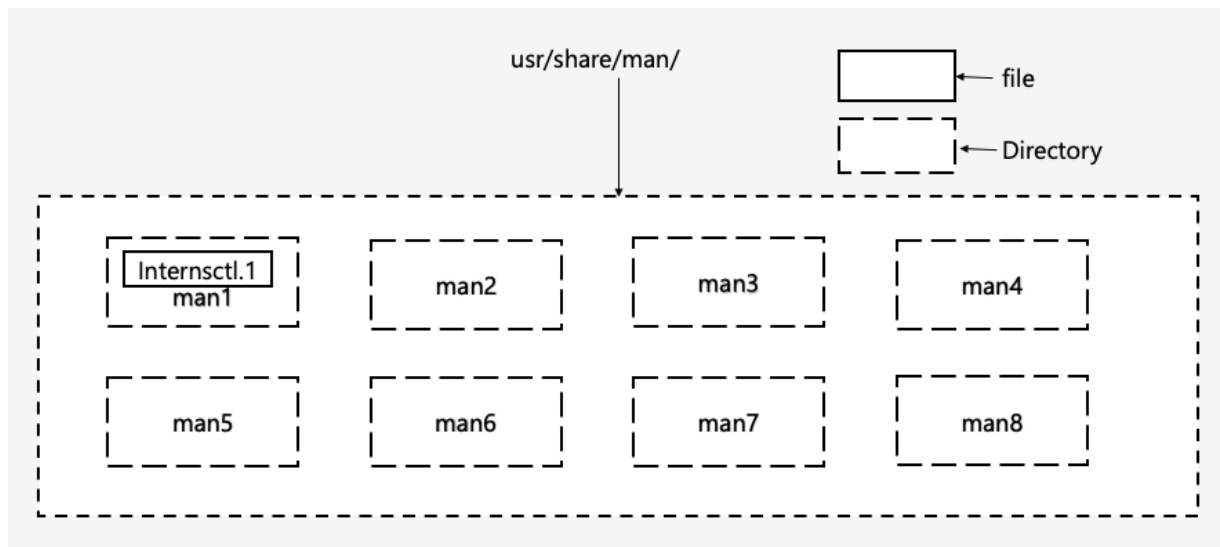 usr/share/man/
file
Directory
Internsctl.1
man1
man2
man3
man4
man5
man6
man7
man8